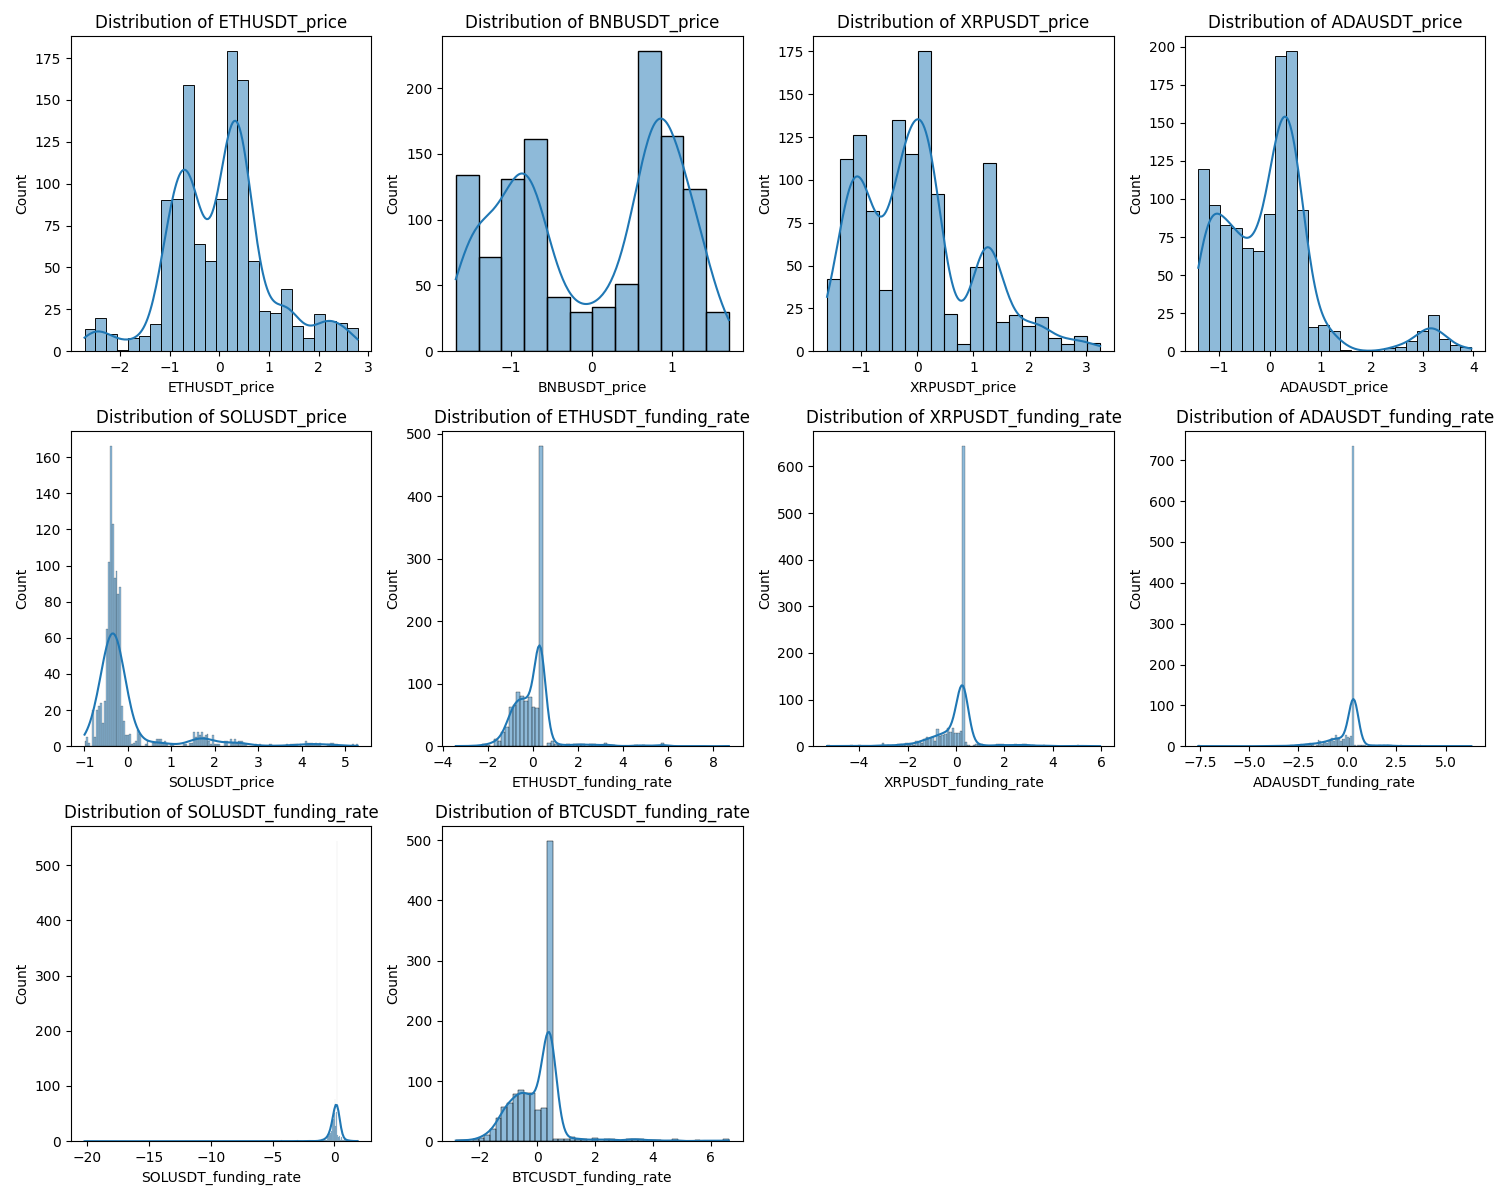 Distribution of ETHUSDT_price
175
150
125
100
75
50
25
0
Count
−2 −1 0 1 2 3
ETHUSDT_price
Distribution of BNBUSDT_price
200
150
100
50
0
Count
−1 0 1
BNBUSDT_price
Distribution of XRPUSDT_price
175
150
125
100
75
50
25
0
Count
−1 0 1 2 3
XRPUSDT_price
Distribution of ADAUSDT_price
200
175
150
125
100
75
50
25
0
Count
−1 0 1 2 3 4
ADAUSDT_price
Distribution of SOLUSDT_price
160
140
120
100
80
60
40
20
0
Count
−1 0 1 2 3 4 5
SOLUSDT_price
Distribution of ETHUSDT_funding_rate
500
400
300
200
100
0
Count
−4 −2 0 2 4 6 8
ETHUSDT_funding_rate
Distribution of XRPUSDT_funding_rate
600
500
400
300
200
100
0
Count
−4 −2 0 2 4 6
XRPUSDT_funding_rate
Distribution of ADAUSDT_funding_rate
700
600
500
400
300
200
100
0
Count
−7.5 −5.0 −2.5 0.0 2.5 5.0
ADAUSDT_funding_rate
Distribution of SOLUSDT_funding_rate
500
400
300
200
100
0
Count
−20 −15 −10 −5 0
SOLUSDT_funding_rate
Distribution of BTCUSDT_funding_rate
500
400
300
200
100
0
Count
−2 0 2 4 6
BTCUSDT_funding_rate